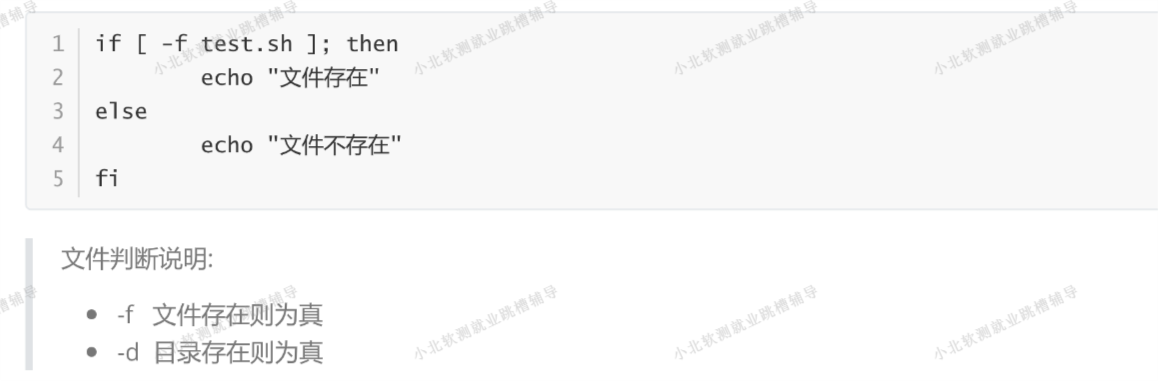 1 if [ -f test.sh ]; then
2         echo "文件存在"
3 else
4         echo "文件不存在"
5 fi
文件判断说明:
• -f 文件存在则为真
• -d 目录存在则为真
小北软测就业跳槽辅导
小北软测就业跳槽辅导
小北软测就业跳槽辅导
小北软测就业跳槽辅导
小北软测就业跳槽辅导
小北软测就业跳槽辅导
小北软测就业跳槽辅导